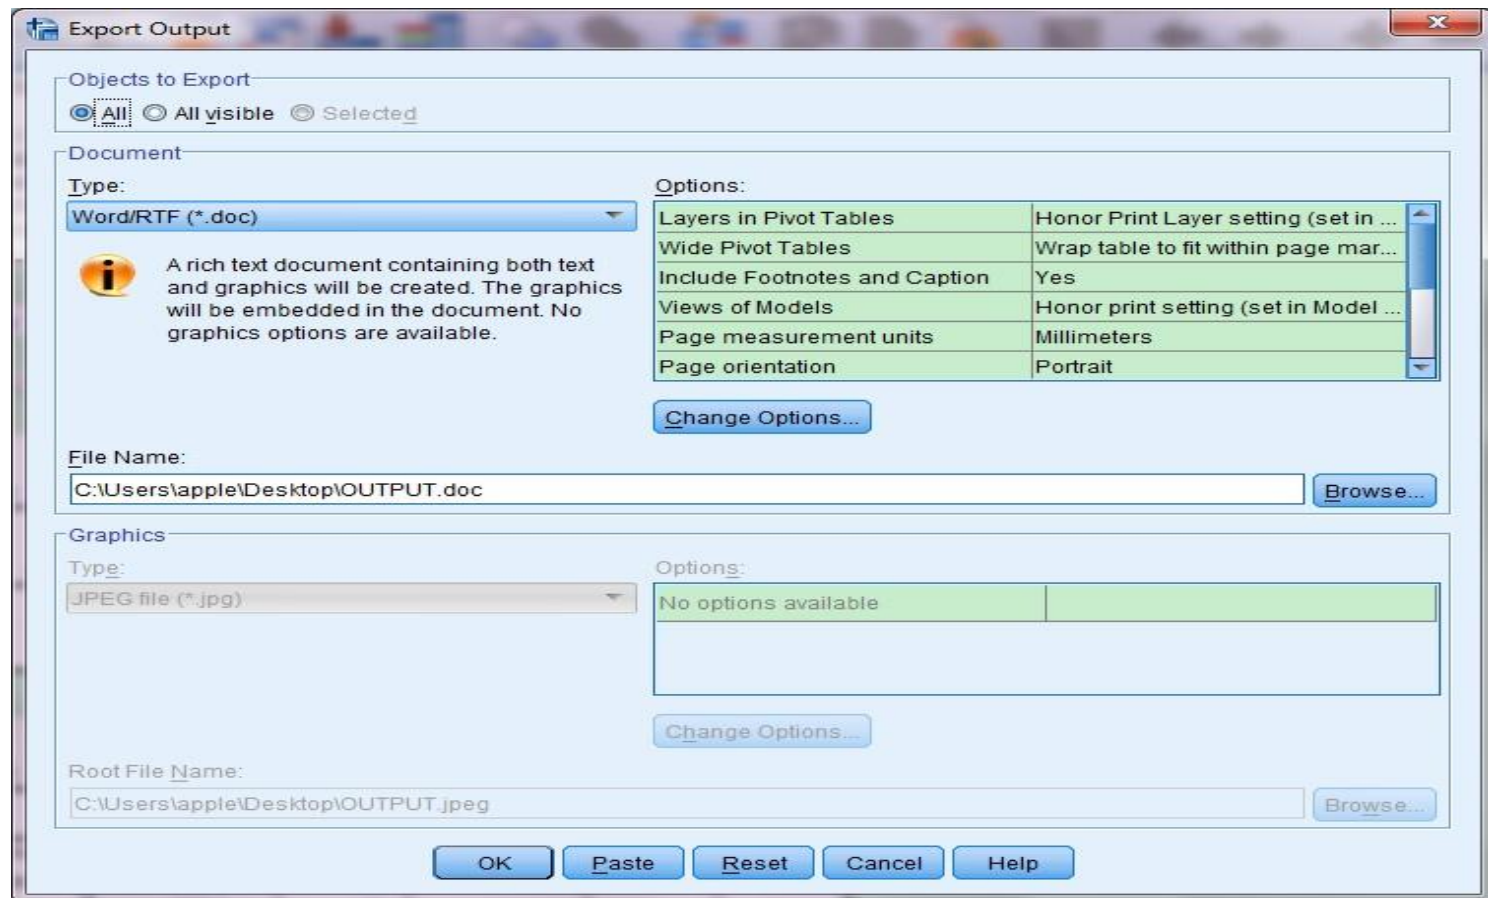 Export Output
Objects to Export
All All visible Selected
Document
Type:
Word/RTF (*.doc)
A rich text document containing both text
and graphics will be created. The graphics
will be embedded in the document. No
graphics options are available.
Options:
Layers in Pivot Tables Honor Print Layer setting (set in ...
Wide Pivot Tables Wrap table to fit within page mar...
Include Footnotes and Caption Yes
Views of Models Honor print setting (set in Model ...
Page measurement units Millimeters
Page orientation Portrait
Change Options...
File Name:
C:\Users\apple\Desktop\OUTPUT.doc Browse...
Graphics
Type:
JPEG file (*.jpg)
Options:
No options available
Change Options...
Root File Name:
C:\Users\apple\Desktop\OUTPUT.jpeg Browse...
OK Paste Reset Cancel Help